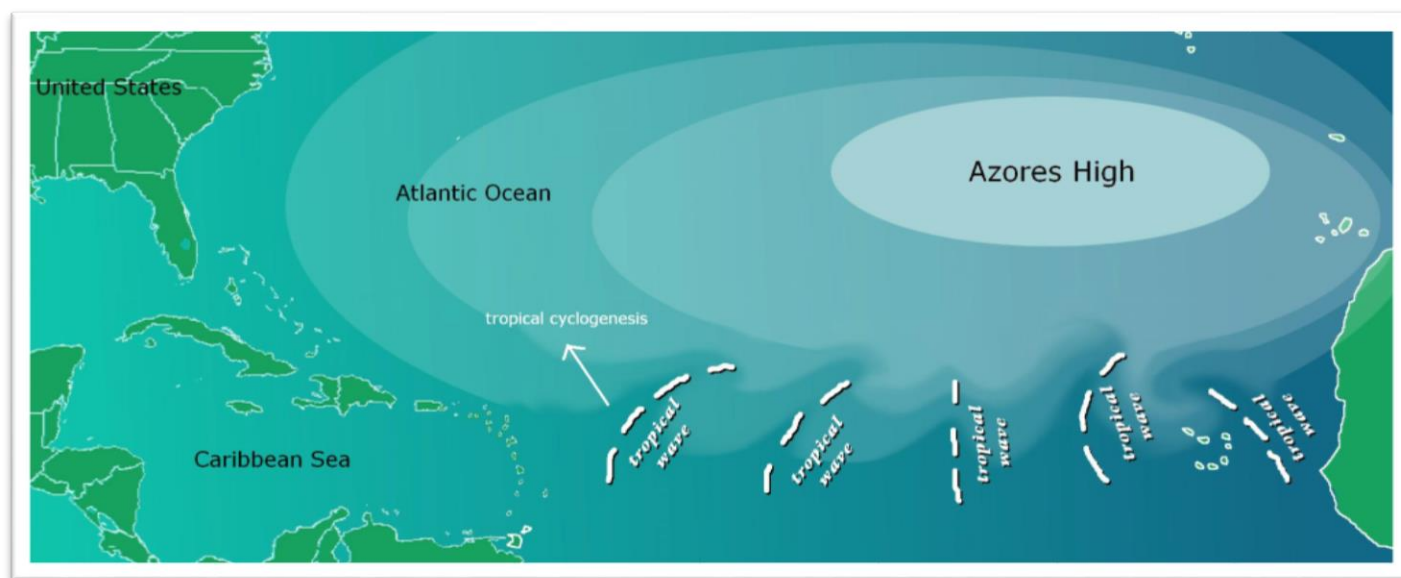 United States
Azores High
Atlantic Ocean
tropical cyclogenesis
tropical
wave
tropical
wave
tropical
wave
tropical
wave
tropical
wave
Caribbean Sea